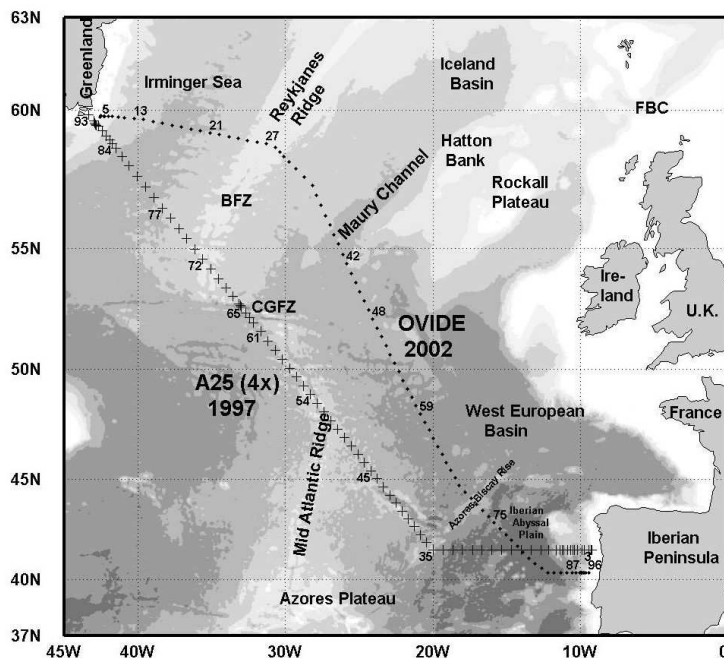 63N
Greenland
Irminger Sea
Reykjanes
Ridge
Iceland
Basin
FBC
60N
93
5
13
21
27
84
Hatton
Bank
Rockall
Plateau
BFZ
77
Maury Channel
72
42
55N
Ire-
land
U.K.
CGFZ
65
61
48
OVIDE
2002
50N
A25 (4x)
1997
54
59
West European
Basin
France
Mid Atlantic Ridge
45N
45
Azores-Biscay Rise
75
Iberian
Abyssal
Plain
35
3
87
96
Iberian
Peninsula
40N
Azores Plateau
37N
45W
40W
30W
20W
10W
0